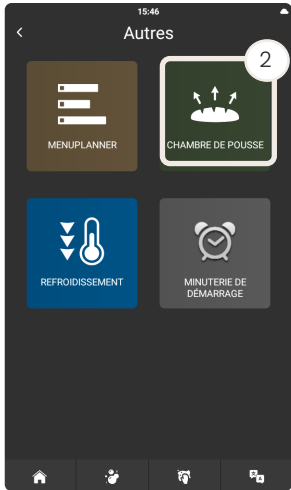 15:46
Autres
2
MENUPLANNER
CHAMBRE DE POUSSE
REFROIDISSEMENT
MINUTERIE DE
DÉMARRAGE